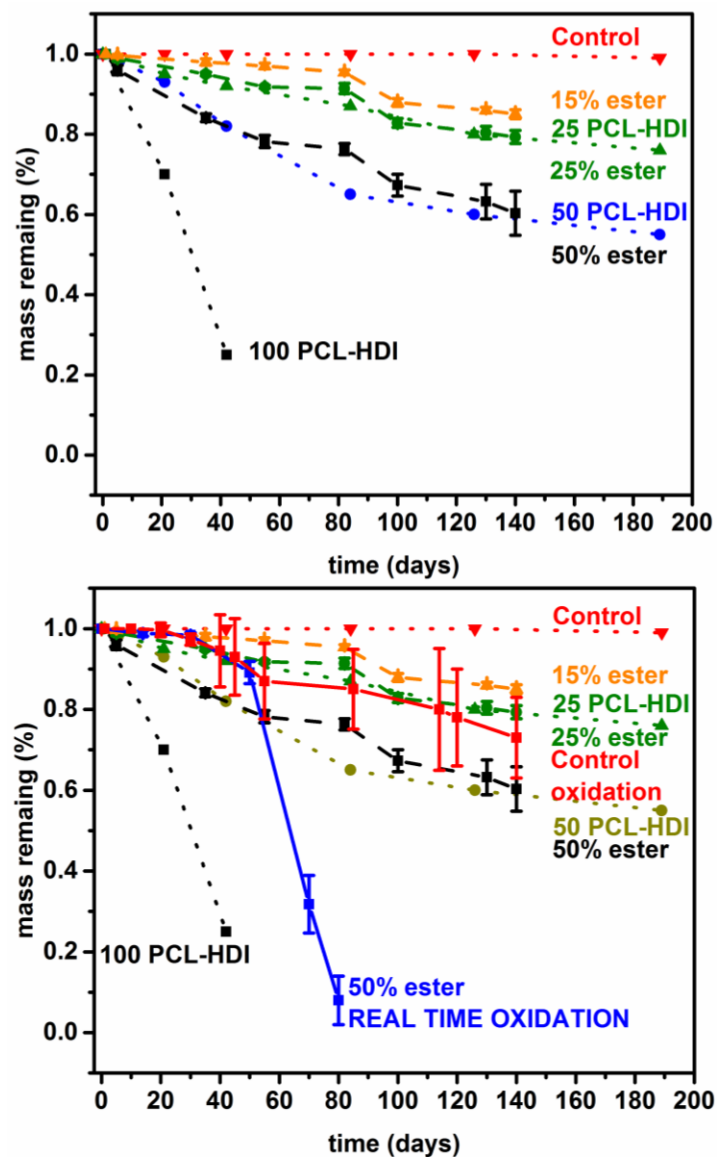 mass remaing (%)
1.0
0.8
0.6
0.4
0.2
0.0
Control
15% ester
25 PCL-HDI
25% ester
50 PCL-HDI
50% ester
100 PCL-HDI
0 20 40 60 80 100 120 140 160 180 200
time (days)
mass remaing (%)
1.0
0.8
0.6
0.4
0.2
0.0
Control
15% ester
25 PCL-HDI
25% ester
Control
oxidation
50 PCL-HDI
50% ester
100 PCL-HDI
50% ester
REAL TIME OXIDATION
0 20 40 60 80 100 120 140 160 180 200
time (days)